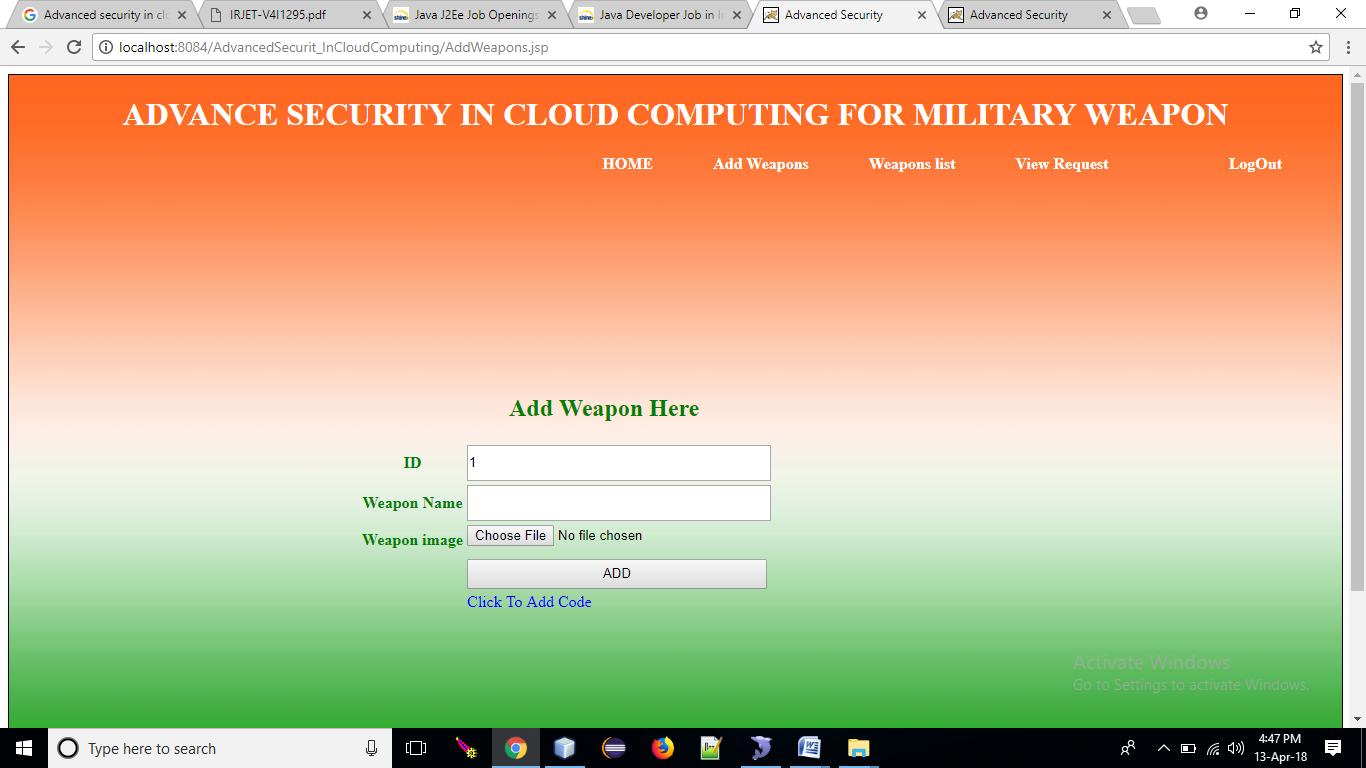 Advanced security in cl
IRJET-V4I1295.pdf
Java J2Ee Job Openings
Java Developer Job in I
Advanced Security
Advanced Security
localhost:8084/AdvancedSecurit_InCloudComputing/AddWeapons.jsp
ADVANCE SECURITY IN CLOUD COMPUTING FOR MILITARY WEAPON
HOME Add Weapons Weapons list View Request LogOut
Add Weapon Here
ID 1
Weapon Name
Weapon image Choose File No file chosen
ADD
Click To Add Code
Activate Windows
Go to Settings to activate Windows.
Type here to search
4:47 PM
13-Apr-18